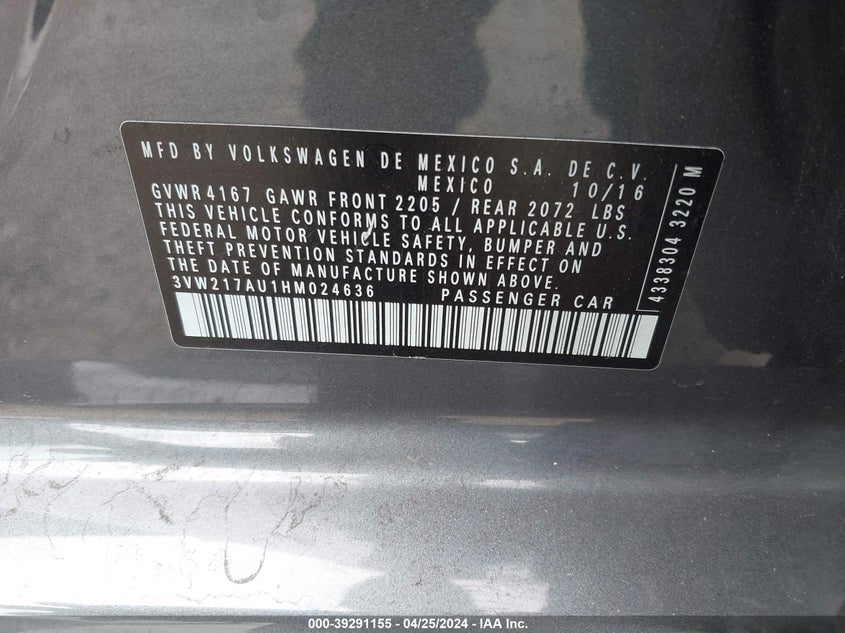 MFD BY VOLKSWAGEN DE MEXICO S.A. DE C.V.
MEXICO 10/16
GVWR 4167 GAWR FRONT 2205 / REAR 2072 LBS
THIS VEHICLE CONFORMS TO ALL APPLICABLE U.S.
FEDERAL MOTOR VEHICLE SAFETY, BUMPER AND
THEFT PREVENTION STANDARDS IN EFFECT ON
THE DATE OF MANUFACTURE SHOWN ABOVE.
3VW217AU1HM024636 PASSENGER CAR
4338304 3220 M
000-39291155 - 04/25/2024 - IAA Inc.